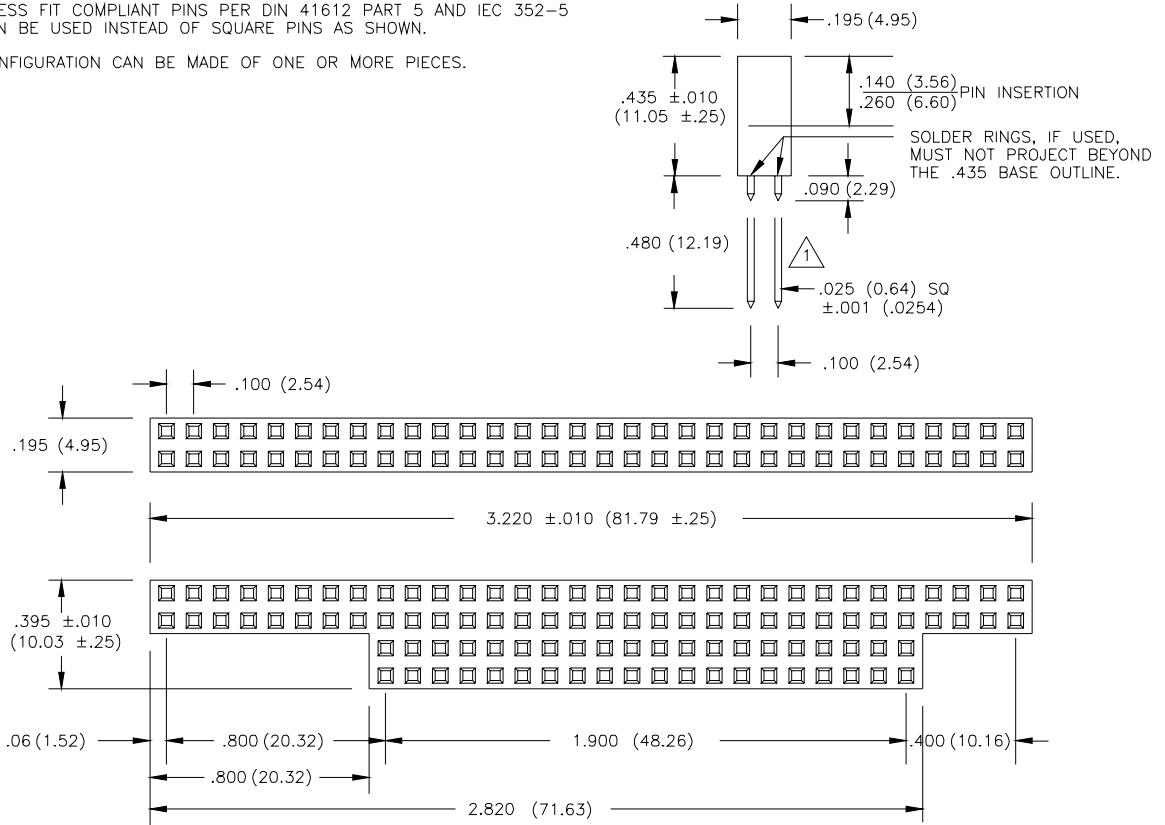 ESS FIT COMPLIANT PINS PER DIN 41612 PART 5 AND IEC 352-5
N BE USED INSTEAD OF SQUARE PINS AS SHOWN.
NFIGURATION CAN BE MADE OF ONE OR MORE PIECES.
.195 (4.95)
.435 ±.010
(11.05 ±.25)
.140 (3.56)
.260 (6.60)
PIN INSERTION
SOLDER RINGS, IF USED,
MUST NOT PROJECT BEYOND
THE .435 BASE OUTLINE.
.090 (2.29)
.480 (12.19)
1
.025 (0.64) SQ
±.001 (.0254)
.100 (2.54)
.100 (2.54)
.195 (4.95)
3.220 ±.010 (81.79 ±.25)
.395 ±.010
(10.03 ±.25)
.06 (1.52)
.800 (20.32)
1.900 (48.26)
.400 (10.16)
.800 (20.32)
2.820 (71.63)